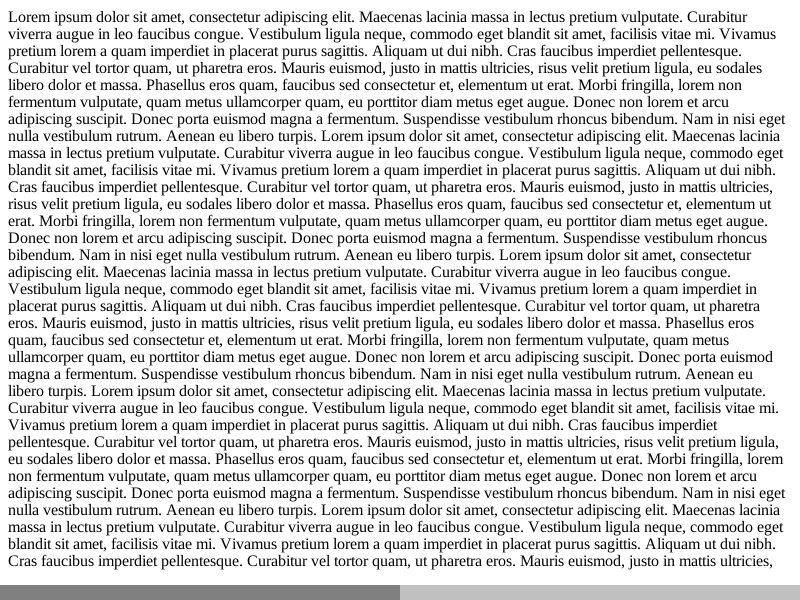 Lorem ipsum dolor sit amet, consectetur adipiscing elit. Maecenas lacinia massa in lectus pretium vulputate. Curabitur
viverra augue in leo faucibus congue. Vestibulum ligula neque, commodo eget blandit sit amet, facilisis vitae mi. Vivamus
pretium lorem a quam imperdiet in placerat purus sagittis. Aliquam ut dui nibh. Cras faucibus imperdiet pellentesque.
Curabitur vel tortor quam, ut pharetra eros. Mauris euismod, justo in mattis ultricies, risus velit pretium ligula, eu sodales
libero dolor et massa. Phasellus eros quam, faucibus sed consectetur et, elementum ut erat. Morbi fringilla, lorem non
fermentum vulputate, quam metus ullamcorper quam, eu porttitor diam metus eget augue. Donec non lorem et arcu
adipiscing suscipit. Donec porta euismod magna a fermentum. Suspendisse vestibulum rhoncus bibendum. Nam in nisi eget
nulla vestibulum rutrum. Aenean eu libero turpis. Lorem ipsum dolor sit amet, consectetur adipiscing elit. Maecenas lacinia
massa in lectus pretium vulputate. Curabitur viverra augue in leo faucibus congue. Vestibulum ligula neque, commodo eget
blandit sit amet, facilisis vitae mi. Vivamus pretium lorem a quam imperdiet in placerat purus sagittis. Aliquam ut dui nibh.
Cras faucibus imperdiet pellentesque. Curabitur vel tortor quam, ut pharetra eros. Mauris euismod, justo in mattis ultricies,
risus velit pretium ligula, eu sodales libero dolor et massa. Phasellus eros quam, faucibus sed consectetur et, elementum ut
erat. Morbi fringilla, lorem non fermentum vulputate, quam metus ullamcorper quam, eu porttitor diam metus eget augue.
Donec non lorem et arcu adipiscing suscipit. Donec porta euismod magna a fermentum. Suspendisse vestibulum rhoncus
bibendum. Nam in nisi eget nulla vestibulum rutrum. Aenean eu libero turpis. Lorem ipsum dolor sit amet, consectetur
adipiscing elit. Maecenas lacinia massa in lectus pretium vulputate. Curabitur viverra augue in leo faucibus congue.
Vestibulum ligula neque, commodo eget blandit sit amet, facilisis vitae mi. Vivamus pretium lorem a quam imperdiet in
placerat purus sagittis. Aliquam ut dui nibh. Cras faucibus imperdiet pellentesque. Curabitur vel tortor quam, ut pharetra
eros. Mauris euismod, justo in mattis ultricies, risus velit pretium ligula, eu sodales libero dolor et massa. Phasellus eros
quam, faucibus sed consectetur et, elementum ut erat. Morbi fringilla, lorem non fermentum vulputate, quam metus
ullamcorper quam, eu porttitor diam metus eget augue. Donec non lorem et arcu adipiscing suscipit. Donec porta euismod
magna a fermentum. Suspendisse vestibulum rhoncus bibendum. Nam in nisi eget nulla vestibulum rutrum. Aenean eu
libero turpis. Lorem ipsum dolor sit amet, consectetur adipiscing elit. Maecenas lacinia massa in lectus pretium vulputate.
Curabitur viverra augue in leo faucibus congue. Vestibulum ligula neque, commodo eget blandit sit amet, facilisis vitae mi.
Vivamus pretium lorem a quam imperdiet in placerat purus sagittis. Aliquam ut dui nibh. Cras faucibus imperdiet
pellentesque. Curabitur vel tortor quam, ut pharetra eros. Mauris euismod, justo in mattis ultricies, risus velit pretium ligula,
eu sodales libero dolor et massa. Phasellus eros quam, faucibus sed consectetur et, elementum ut erat. Morbi fringilla, lorem
non fermentum vulputate, quam metus ullamcorper quam, eu porttitor diam metus eget augue. Donec non lorem et arcu
adipiscing suscipit. Donec porta euismod magna a fermentum. Suspendisse vestibulum rhoncus bibendum. Nam in nisi eget
nulla vestibulum rutrum. Aenean eu libero turpis. Lorem ipsum dolor sit amet, consectetur adipiscing elit. Maecenas lacinia
massa in lectus pretium vulputate. Curabitur viverra augue in leo faucibus congue. Vestibulum ligula neque, commodo eget
blandit sit amet, facilisis vitae mi. Vivamus pretium lorem a quam imperdiet in placerat purus sagittis. Aliquam ut dui nibh.
Cras faucibus imperdiet pellentesque. Curabitur vel tortor quam, ut pharetra eros. Mauris euismod, justo in mattis ultricies,